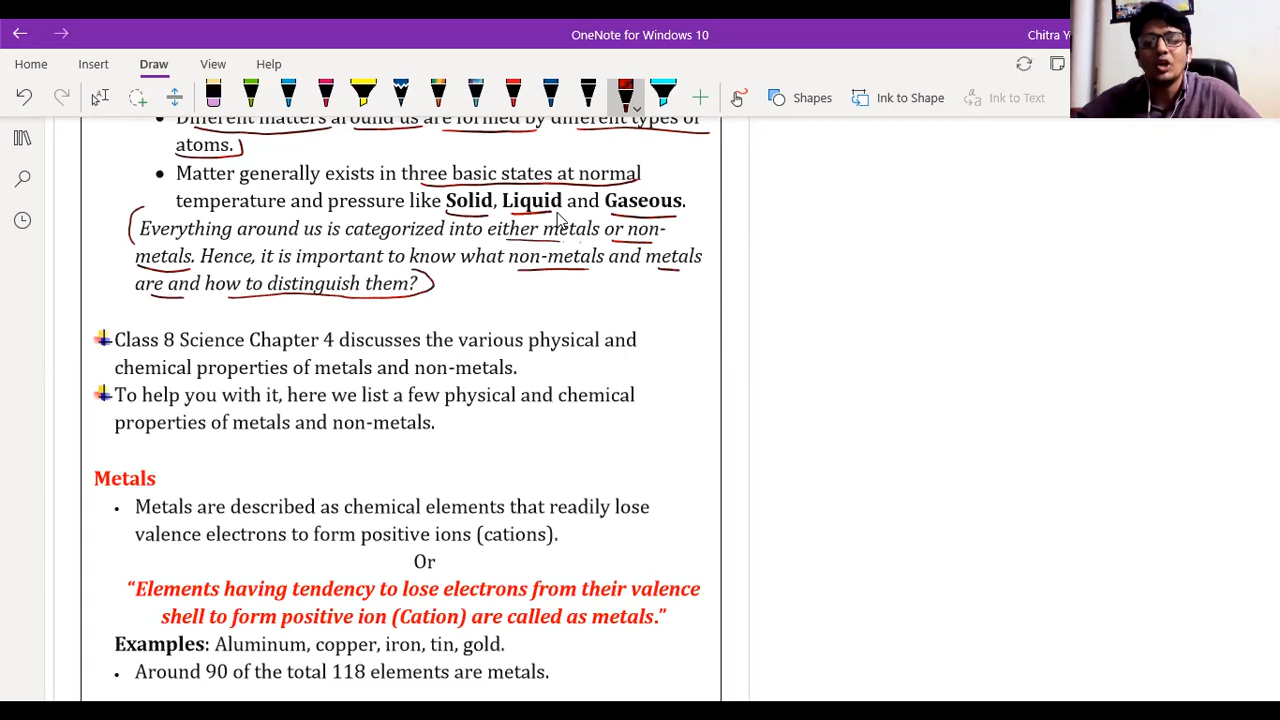 OneNote for Windows 10
Chitra Y
Home Insert Draw View Help
Shapes Ink to Shape Ink to Text
Different matters around us are formed by different types of
atoms.
• Matter generally exists in three basic states at normal
temperature and pressure like Solid, Liquid and Gaseous.
Everything around us is categorized into either metals or non-
metals. Hence, it is important to know what non-metals and metals
are and how to distinguish them?
Class 8 Science Chapter 4 discusses the various physical and
chemical properties of metals and non-metals.
To help you with it, here we list a few physical and chemical
properties of metals and non-metals.
Metals
• Metals are described as chemical elements that readily lose
valence electrons to form positive ions (cations).
Or
“Elements having tendency to lose electrons from their valence
shell to form positive ion (Cation) are called as metals.”
Examples: Aluminum, copper, iron, tin, gold.
• Around 90 of the total 118 elements are metals.